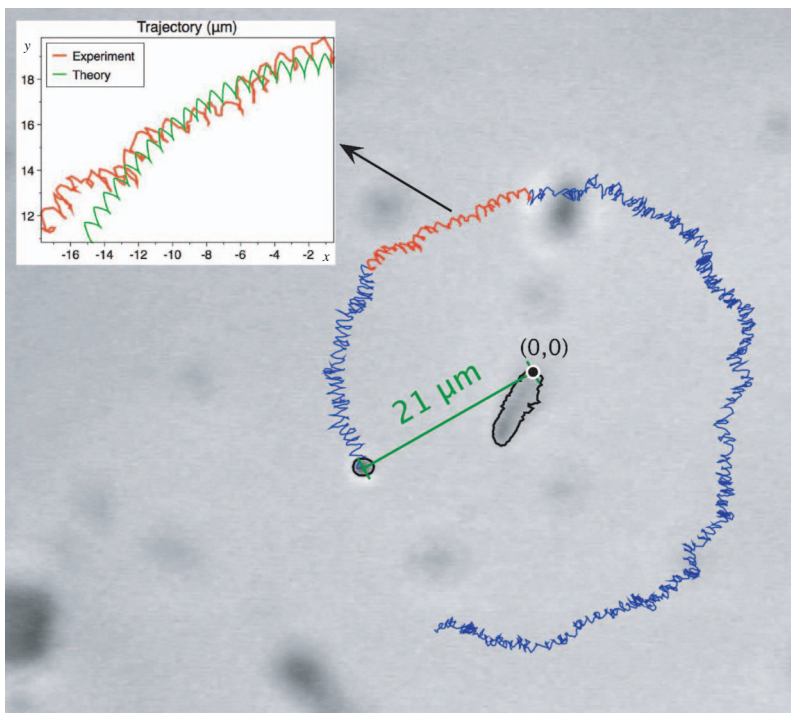 Trajectory (μm)
y
Experiment
Theory
18
16
14
12
-16 -14 -12 -10 -8 -6 -4 -2 x
(0,0)
21 μm